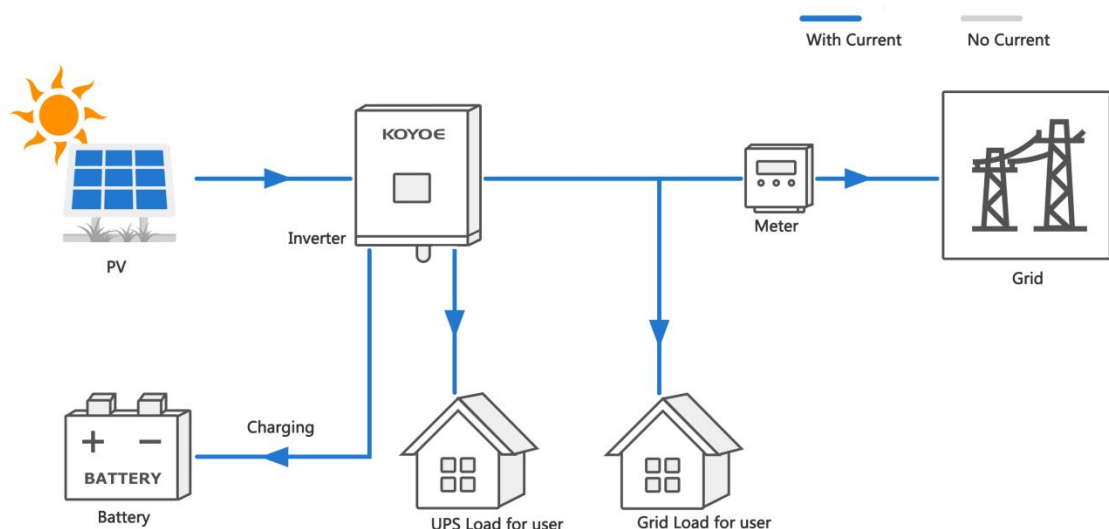 With Current
No Current
KOYOE
Inverter
PV
Meter
Grid
Charging
+ −
BATTERY
Battery
UPS Load for user
Grid Load for user